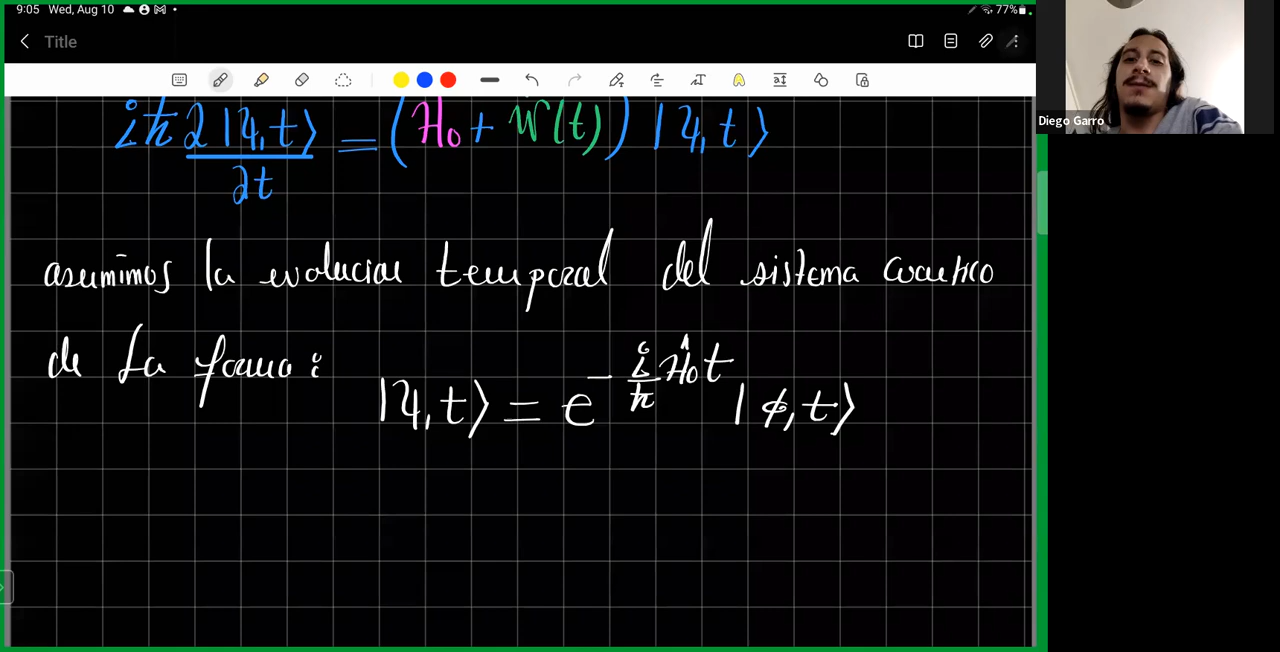 9:05 Wed, Aug 10
77%
Title
Diego Garro
iħ ∂|ψ,t⟩/∂t = (H₀ + W(t)) |ψ,t⟩
asumimos la evolucion temporal del sistema cuantico
de la forma:
|ψ,t⟩ = e^{-i/ħ Ĥ₀t} |φ,t⟩